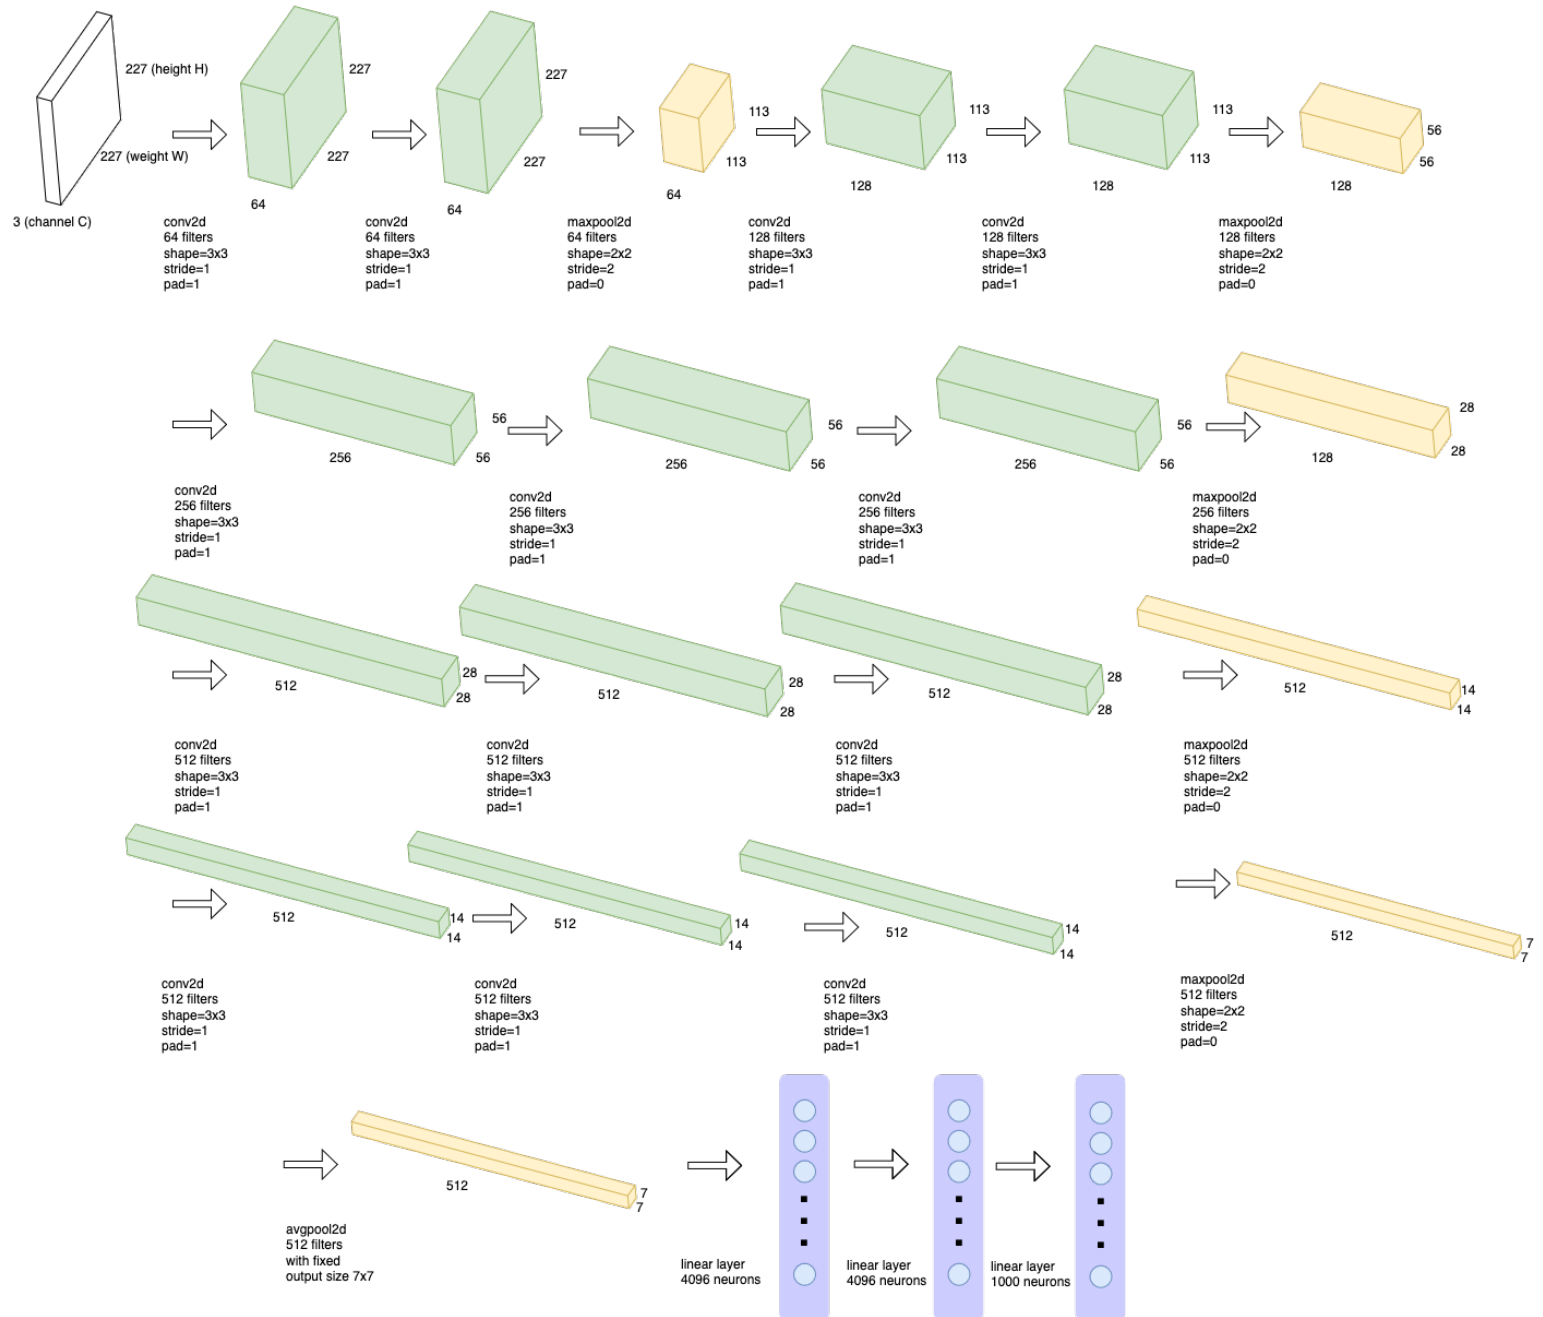 227 (height H)
227 (weight W)
3 (channel C)
227
227
64
227
227
64
113
113
64
113
113
128
113
113
128
56
56
128
conv2d
64 filters
shape=3x3
stride=1
pad=1
conv2d
64 filters
shape=3x3
stride=1
pad=1
maxpool2d
64 filters
shape=2x2
stride=2
pad=0
conv2d
128 filters
shape=3x3
stride=1
pad=1
conv2d
128 filters
shape=3x3
stride=1
pad=1
maxpool2d
128 filters
shape=2x2
stride=2
pad=0
56
56
256
56
56
256
56
56
256
28
28
128
conv2d
256 filters
shape=3x3
stride=1
pad=1
conv2d
256 filters
shape=3x3
stride=1
pad=1
conv2d
256 filters
shape=3x3
stride=1
pad=1
maxpool2d
256 filters
shape=2x2
stride=2
pad=0
28
28
512
28
28
512
28
28
512
14
14
512
conv2d
512 filters
shape=3x3
stride=1
pad=1
conv2d
512 filters
shape=3x3
stride=1
pad=1
conv2d
512 filters
shape=3x3
stride=1
pad=1
maxpool2d
512 filters
shape=2x2
stride=2
pad=0
14
14
512
14
14
512
14
14
512
7
7
512
conv2d
512 filters
shape=3x3
stride=1
pad=1
conv2d
512 filters
shape=3x3
stride=1
pad=1
conv2d
512 filters
shape=3x3
stride=1
pad=1
maxpool2d
512 filters
shape=2x2
stride=2
pad=0
7
7
512
avgpool2d
512 filters
with fixed
output size 7x7
linear layer
4096 neurons
linear layer
4096 neurons
linear layer
1000 neurons